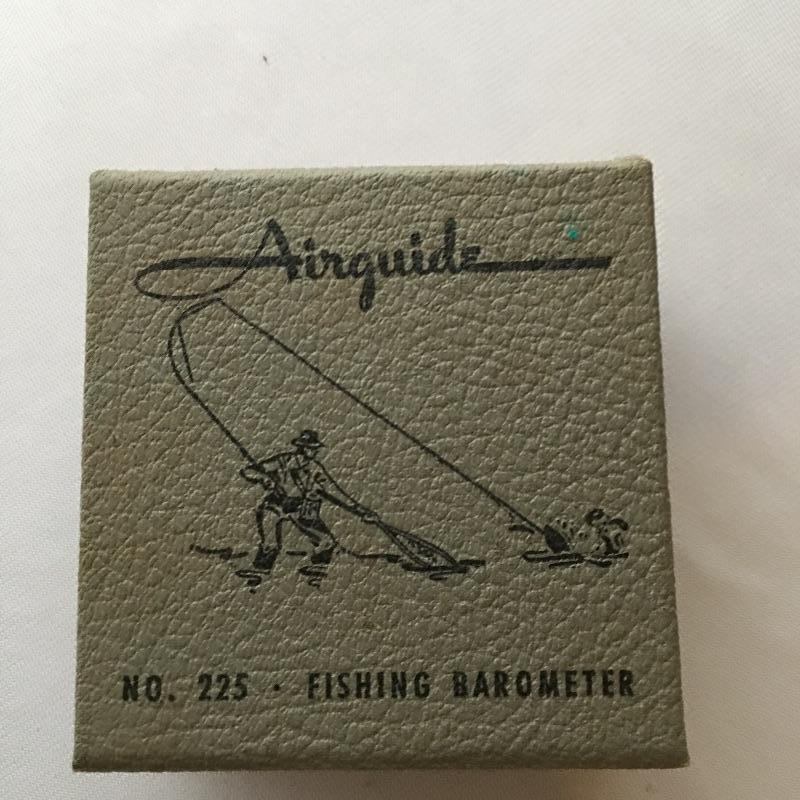 Airguide
NO. 225 · FISHING BAROMETER